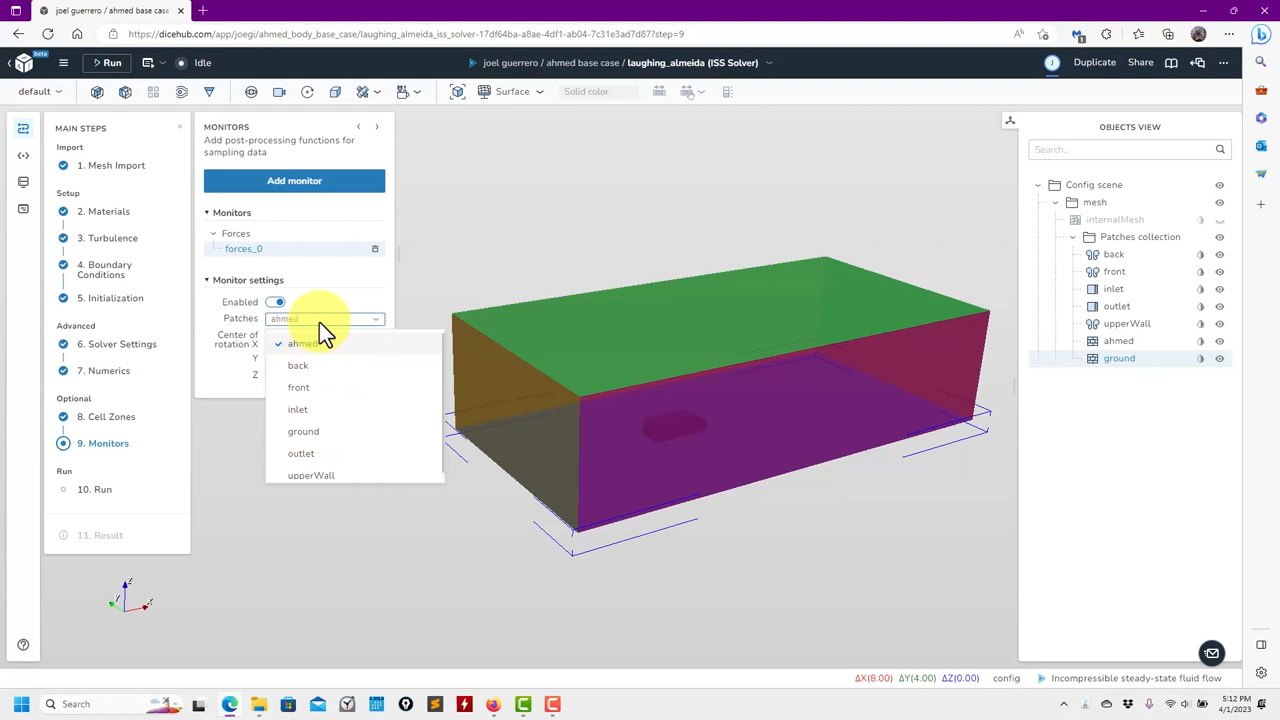 joel guerrero / ahmed base case
https://dicehub.com/app/joegi/ahmed_body_base_case/laughing_almeida_iss_solver-17df64ba-a8ae-4df1-ab04-7c31e3ad7d87?step=9
beta
Run
Idle
joel guerrero / ahmed base case / laughing_almeida (ISS Solver)
J
Duplicate
Share
default
Surface
Solid color
MAIN STEPS
Import
1. Mesh Import
Setup
2. Materials
3. Turbulence
4. Boundary
Conditions
5. Initialization
Advanced
6. Solver Settings
7. Numerics
Optional
8. Cell Zones
9. Monitors
Run
10. Run
11. Result
MONITORS
Add post-processing functions for
sampling data
Add monitor
Monitors
Forces
forces_0
Monitor settings
Enabled
Patches
ahmed
Center of
rotation X
Y
Z
ahmed
back
front
inlet
ground
outlet
upperWall
OBJECTS VIEW
Search...
Config scene
mesh
internalMesh
Patches collection
back
front
inlet
outlet
upperWall
ahmed
ground
Z
Y
X
ΔX(8.00) ΔY(4.00) ΔZ(0.00) config Incompressible steady-state fluid flow
Search
5:12 PM
4/1/2023